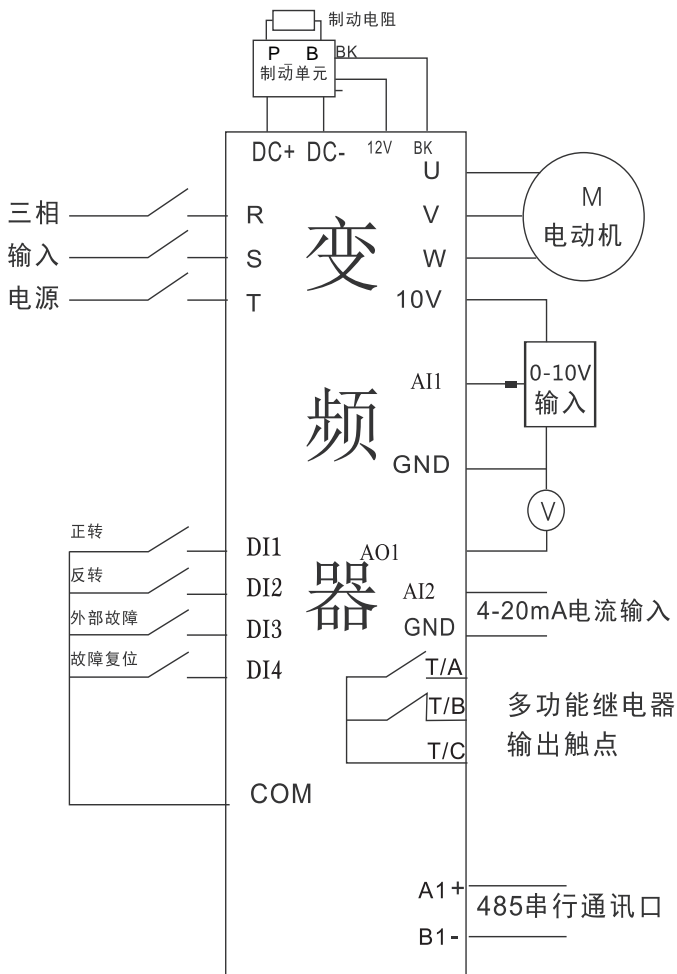 制动电阻
P B BK
制动单元
DC+ DC- 12V BK
U
M
三相 R V
电动机
输入 S W
电源 T 10V
变
频
器
AI1 0-10V
输入
GND
V
正转 DI1 AO1
反转 DI2 AI2
4-20mA电流输入
外部故障 DI3 GND
故障复位 DI4 T/A
T/B 多功能继电器
T/C 输出触点
COM
A1+
485串行通讯口
B1-